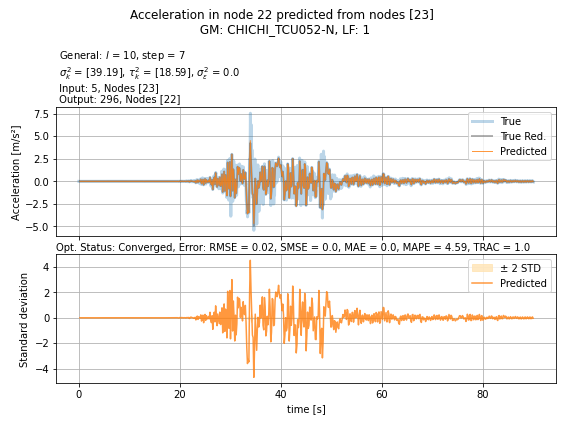 Acceleration in node 22 predicted from nodes [23]
GM: CHICHI_TCU052-N, LF: 1
General: l = 10, step = 7
σ²ₖ = [39.19], τ²ₖ = [18.59], σ²_ε = 0.0
Input: 5, Nodes [23]
Output: 296, Nodes [22]
7.5
5.0
2.5
0.0
−2.5
−5.0
Acceleration [m/s²]
True
True Red.
Predicted
Opt. Status: Converged, Error: RMSE = 0.02, SMSE = 0.0, MAE = 0.0, MAPE = 4.59, TRAC = 1.0
4
2
0
−2
−4
Standard deviation
± 2 STD
Predicted
0 20 40 60 80
time [s]